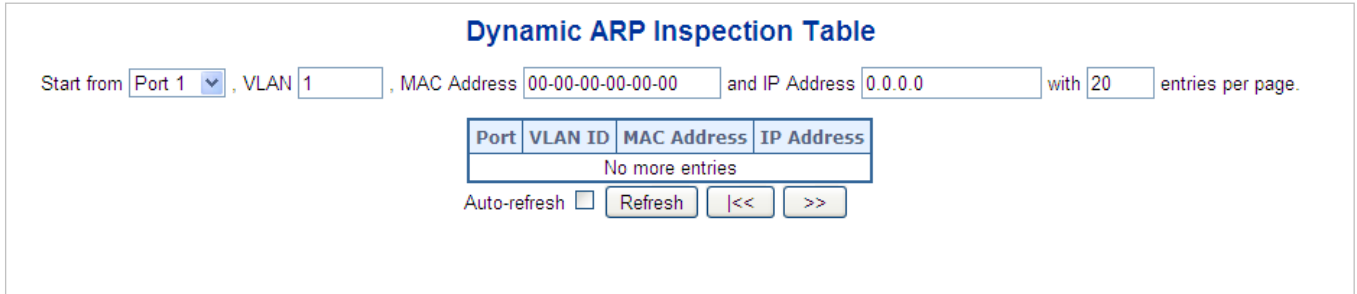 Dynamic ARP Inspection Table
Start from Port 1 , VLAN 1 , MAC Address 00-00-00-00-00-00 and IP Address 0.0.0.0 with 20 entries per page.
Port VLAN ID MAC Address IP Address
No more entries
Auto-refresh Refresh |<< >>